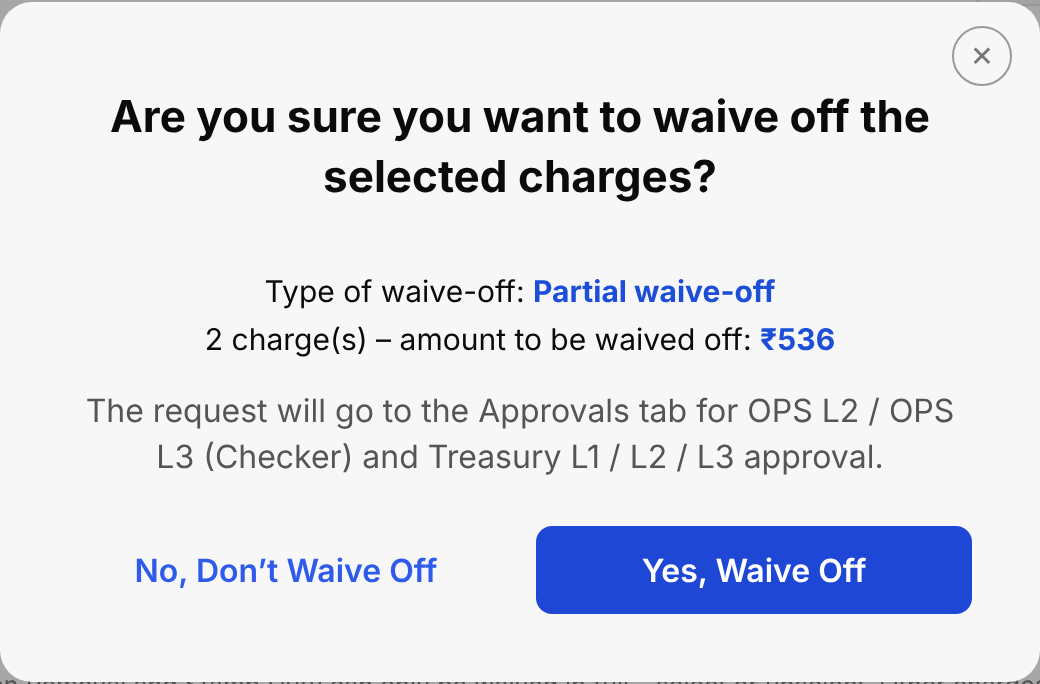 Are you sure you want to waive off the
selected charges?
Type of waive-off: Partial waive-off
2 charge(s) – amount to be waived off: ₹536
The request will go to the Approvals tab for OPS L2 / OPS
L3 (Checker) and Treasury L1 / L2 / L3 approval.
No, Don’t Waive Off
Yes, Waive Off